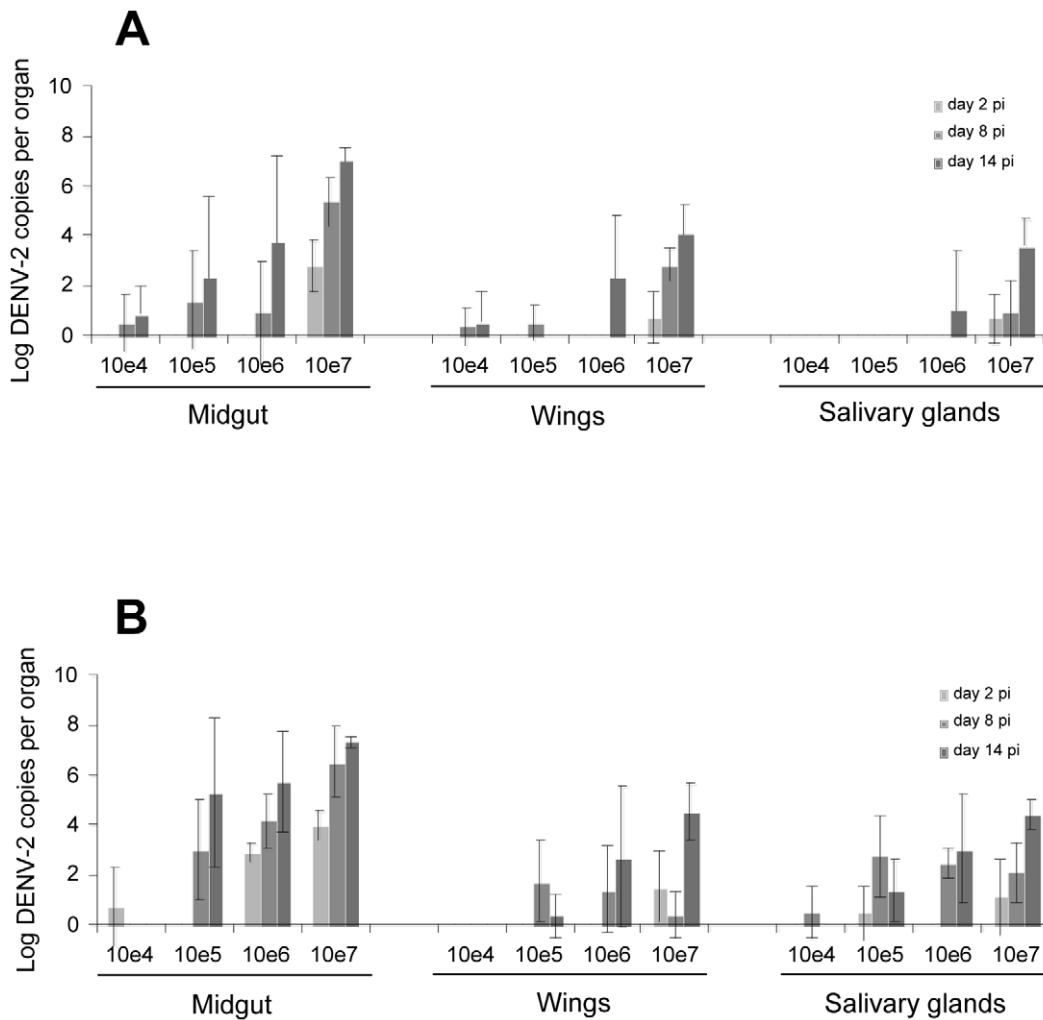 A
Log DENV-2 copies per organ
10
8
6
4
2
0
day 2 pi
day 8 pi
day 14 pi
10e4 10e5 10e6 10e7 10e4 10e5 10e6 10e7 10e4 10e5 10e6 10e7
Midgut Wings Salivary glands
B
Log DENV-2 copies per organ
10
8
6
4
2
0
day 2 pi
day 8 pi
day 14 pi
10e4 10e5 10e6 10e7 10e4 10e5 10e6 10e7 10e4 10e5 10e6 10e7
Midgut Wings Salivary glands